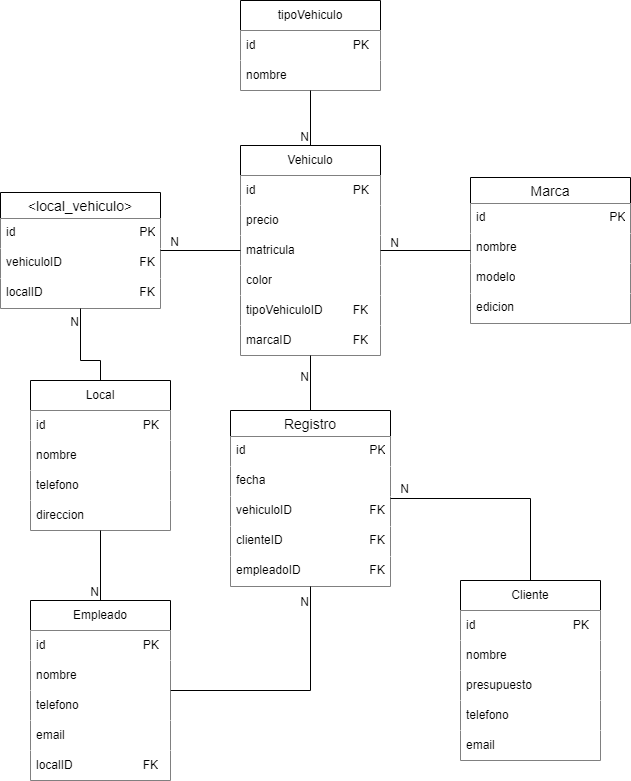 tipoVehiculo
id PK
nombre
N
Vehiculo
id PK
precio
matricula
color
tipoVehiculoID FK
marcaID FK
<local_vehiculo>
id PK
vehiculoID FK
localID FK
N
N
Marca
id PK
nombre
modelo
edicion
N
Local
id PK
nombre
telefono
direccion
N
Registro
id PK
fecha
vehiculoID FK
clienteID FK
empleadoID FK
N
N
N
Empleado
id PK
nombre
telefono
email
localID FK
Cliente
id PK
nombre
presupuesto
telefono
email